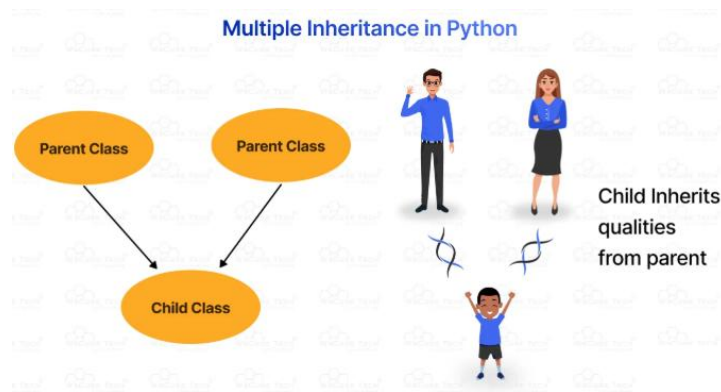 Multiple Inheritance in Python
Parent Class
Parent Class
Child Class
Child Inherits
qualities
from parent